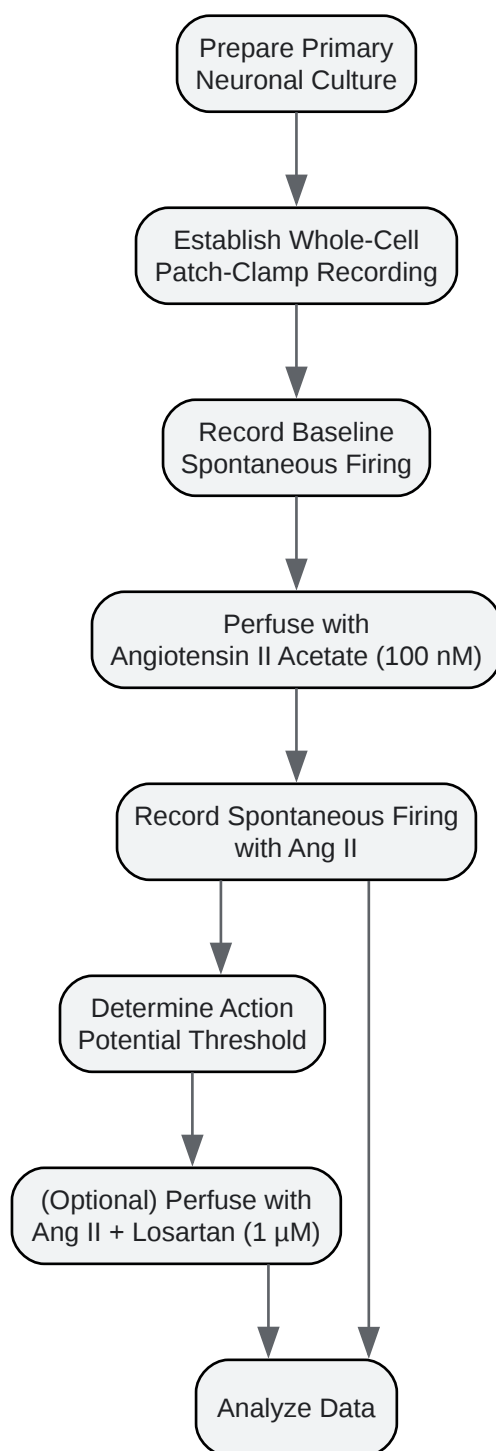 Prepare Primary
Neuronal Culture
Establish Whole-Cell
Patch-Clamp Recording
Record Baseline
Spontaneous Firing
Perfuse with
Angiotensin II Acetate (100 nM)
Record Spontaneous Firing
with Ang II
Determine Action
Potential Threshold
(Optional) Perfuse with
Ang II + Losartan (1 μM)
Analyze Data